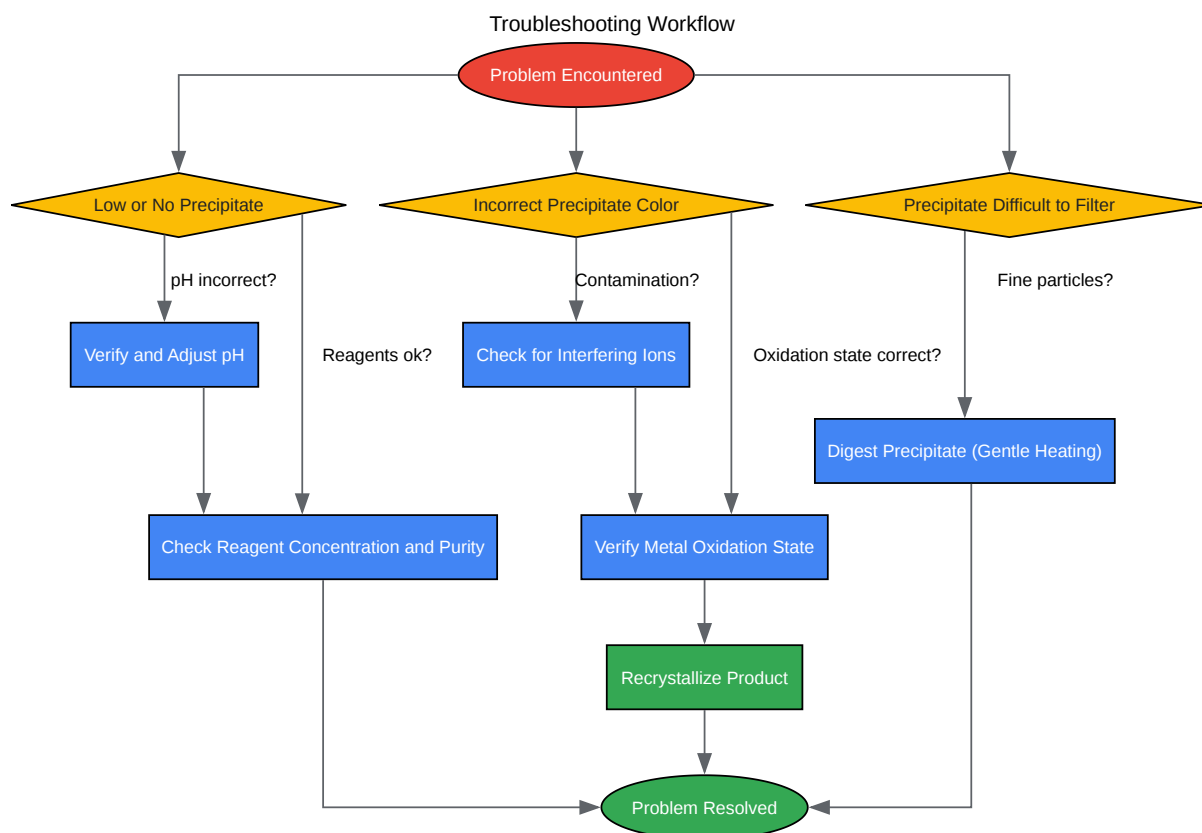 Troubleshooting Workflow
Problem Encountered
Low or No Precipitate
Incorrect Precipitate Color
Precipitate Difficult to Filter
pH incorrect?
Contamination?
Fine particles?
Verify and Adjust pH
Reagents ok?
Check for Interfering Ions
Oxidation state correct?
Digest Precipitate (Gentle Heating)
Check Reagent Concentration and Purity
Verify Metal Oxidation State
Recrystallize Product
Problem Resolved